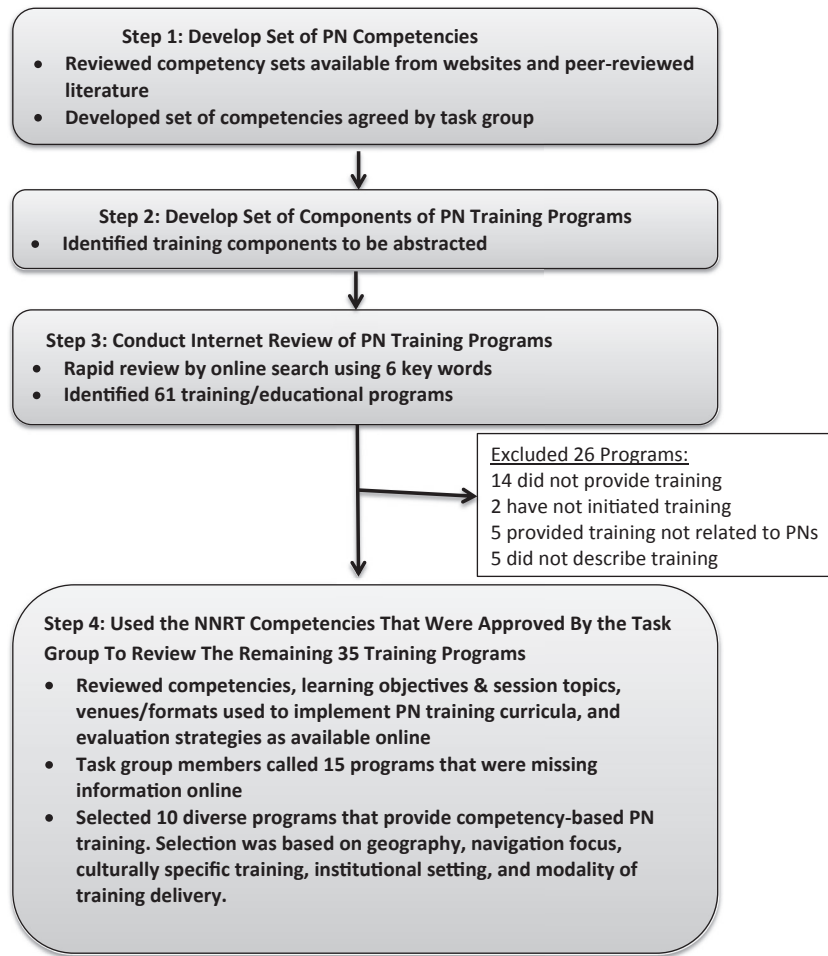 Step 1: Develop Set of PN Competencies
• Reviewed competency sets available from websites and peer-reviewed
literature
• Developed set of competencies agreed by task group
Step 2: Develop Set of Components of PN Training Programs
• Identified training components to be abstracted
Step 3: Conduct Internet Review of PN Training Programs
• Rapid review by online search using 6 key words
• Identified 61 training/educational programs
Excluded 26 Programs:
14 did not provide training
2 have not initiated training
5 provided training not related to PNs
5 did not describe training
Step 4: Used the NNRT Competencies That Were Approved By the Task
Group To Review The Remaining 35 Training Programs
• Reviewed competencies, learning objectives & session topics,
venues/formats used to implement PN training curricula, and
evaluation strategies as available online
• Task group members called 15 programs that were missing
information online
• Selected 10 diverse programs that provide competency-based PN
training. Selection was based on geography, navigation focus,
culturally specific training, institutional setting, and modality of
training delivery.